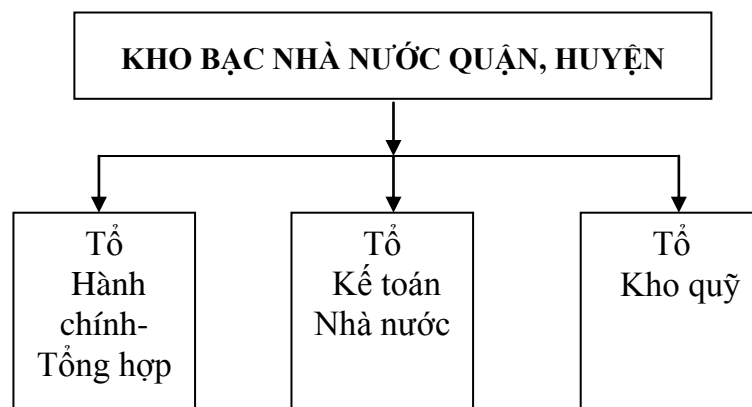 KHO BẠC NHÀ NƯỚC QUẬN, HUYỆN
Tổ
Hành
chính-
Tổng hợp
Tổ
Kế toán
Nhà nước
Tổ
Kho quỹ